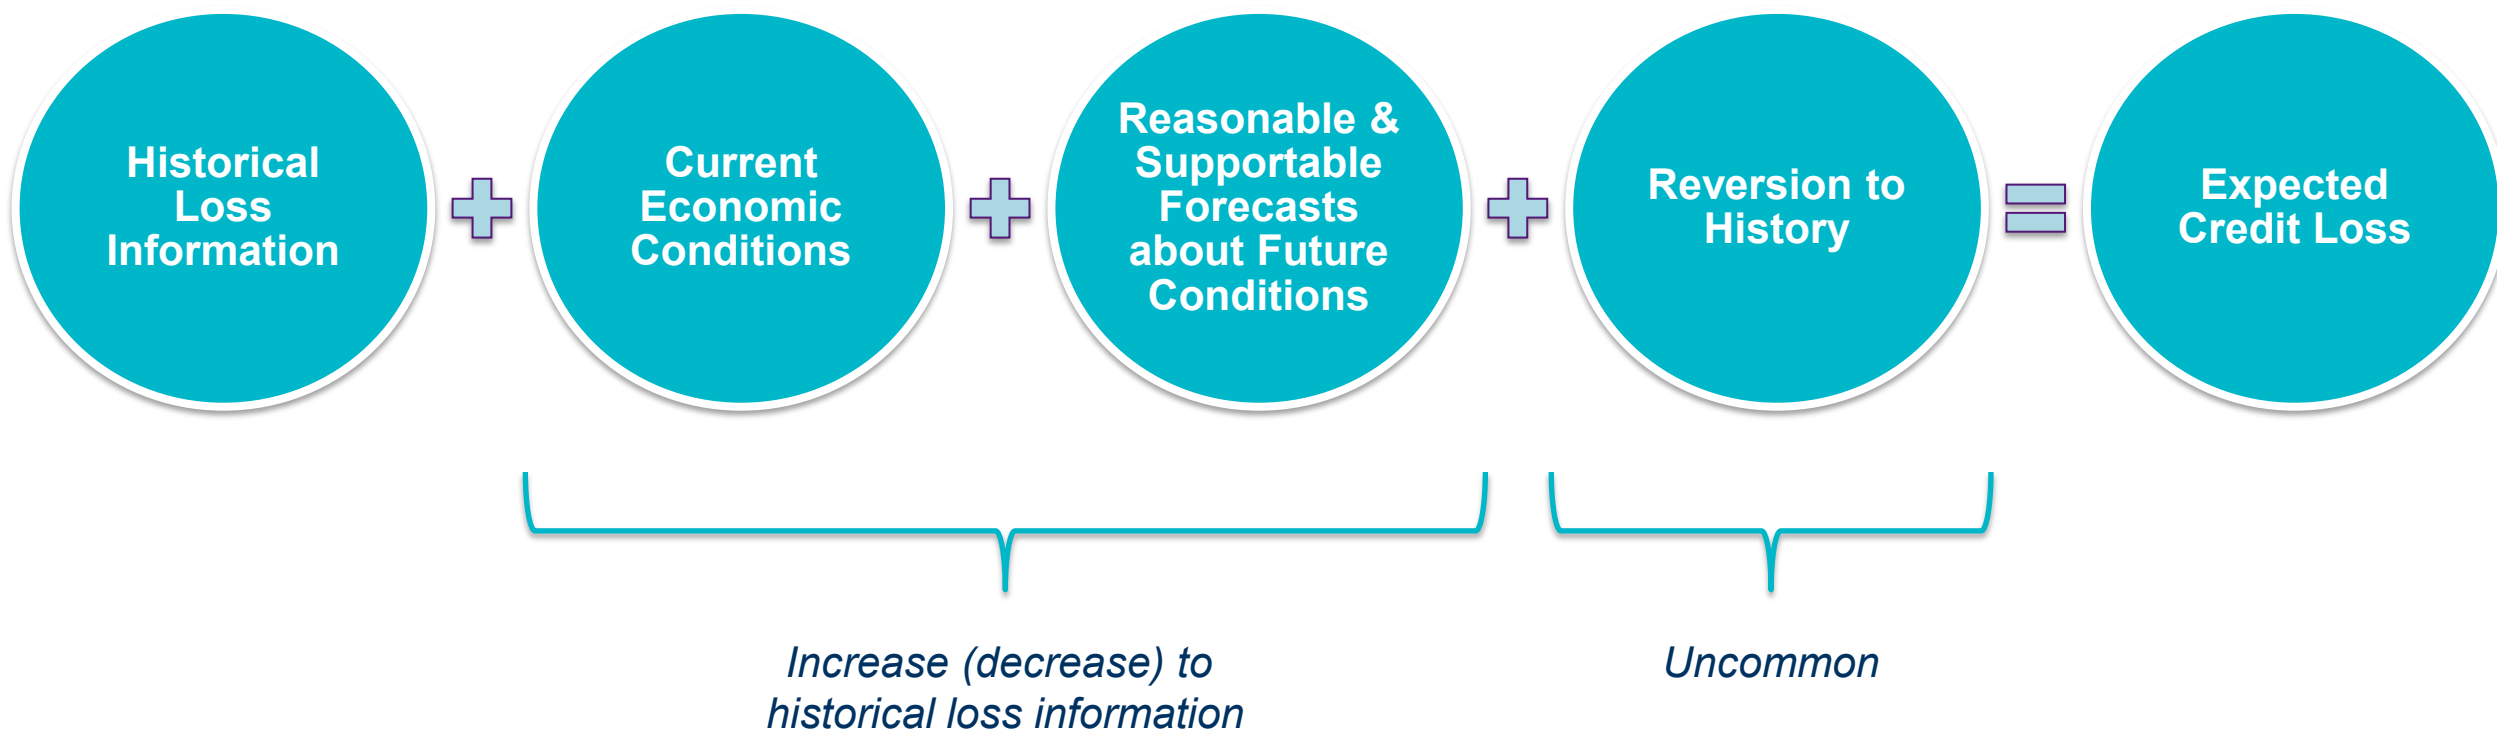 Historical
Loss
Information
Current
Economic
Conditions
Reasonable &
Supportable
Forecasts
about Future
Conditions
Reversion to
History
Expected
Credit Loss
Increase (decrease) to
historical loss information
Uncommon